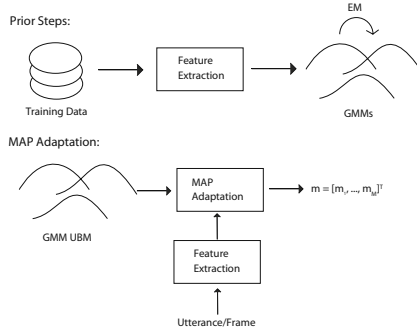 Prior Steps:
EM
Feature
Extraction
Training Data
GMMs
MAP Adaptation:
MAP
Adaptation
m = [m₁, ..., m_M]ᵀ
GMM UBM
Feature
Extraction
Utterance/Frame